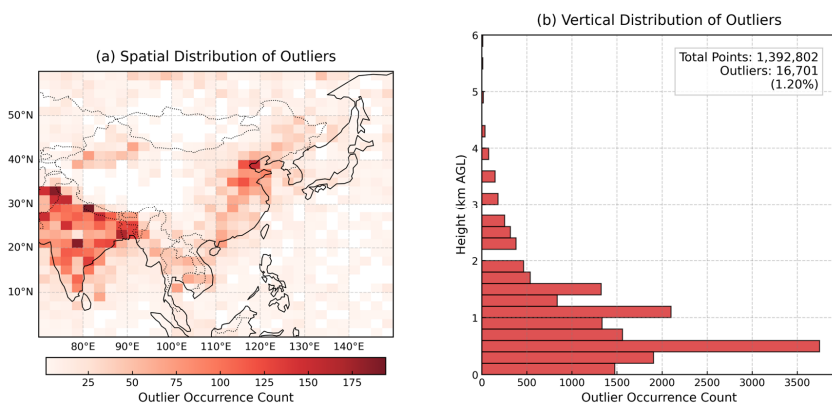 (a) Spatial Distribution of Outliers
50°N
40°N
30°N
20°N
10°N
80°E 90°E 100°E 110°E 120°E 130°E 140°E
25 50 75 100 125 150 175
Outlier Occurrence Count
(b) Vertical Distribution of Outliers
Total Points: 1,392,802
Outliers: 16,701
(1.20%)
Height (km AGL)
6
5
4
3
2
1
0
0 500 1000 1500 2000 2500 3000 3500
Outlier Occurrence Count